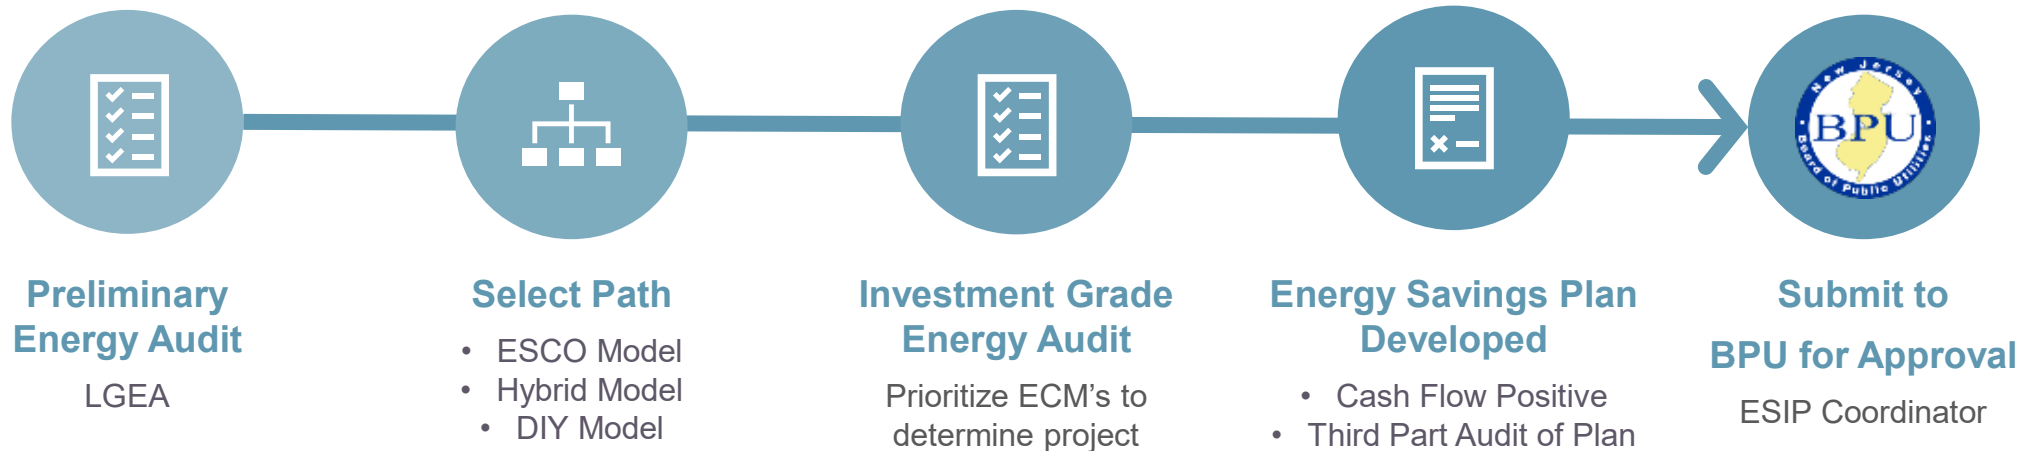 New Jersey
BPU
Board of Public Utilities
Preliminary
Energy Audit
LGEA
Select Path
• ESCO Model
• Hybrid Model
• DIY Model
Investment Grade
Energy Audit
Prioritize ECM's to
determine project
Energy Savings Plan
Developed
• Cash Flow Positive
• Third Part Audit of Plan
Submit to
BPU for Approval
ESIP Coordinator